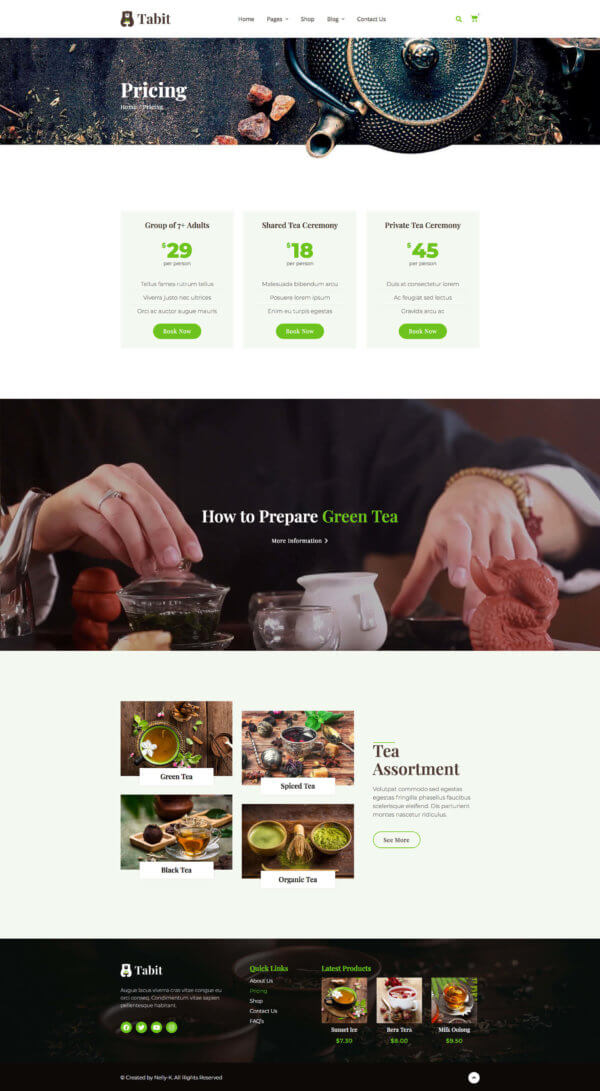 Tabit
Home Pages Shop Blog Contact Us
Pricing
Home / Pricing
Group of 7+ Adults
$29
per person
Tellus fames rutrum tellus
Viverra justo nec ultrices
Orci ac auctor augue mauris
Book Now
Shared Tea Ceremony
$18
per person
Malesuada bibendum arcu
Posuere lorem ipsum
Enim eu turpis egestas
Book Now
Private Tea Ceremony
$45
per person
Duis at consectetur lorem
Ac feugiat sed lectus
Gravida arcu ac
Book Now
How to Prepare Green Tea
More Information
Green Tea
Spiced Tea
Black Tea
Organic Tea
Tea
Assortment
Volutpat commodo sed egestas
egestas fringilla phasellus faucibus
scelerisque eleifend. Dis parturient
montes nascetur ridiculus.
See More
Tabit
Augue lacus viverra cras vitae congue eu
orci conseq. Condimentum vitae sapien
pellentesque habitant.
Quick Links
About Us
Pricing
Shop
Contact Us
FAQ's
Latest Products
Sunset Ice
$7.30
Bera Tera
$8.00
Milk Oolong
$9.50
© Created by Nelly-K. All Rights Reserved